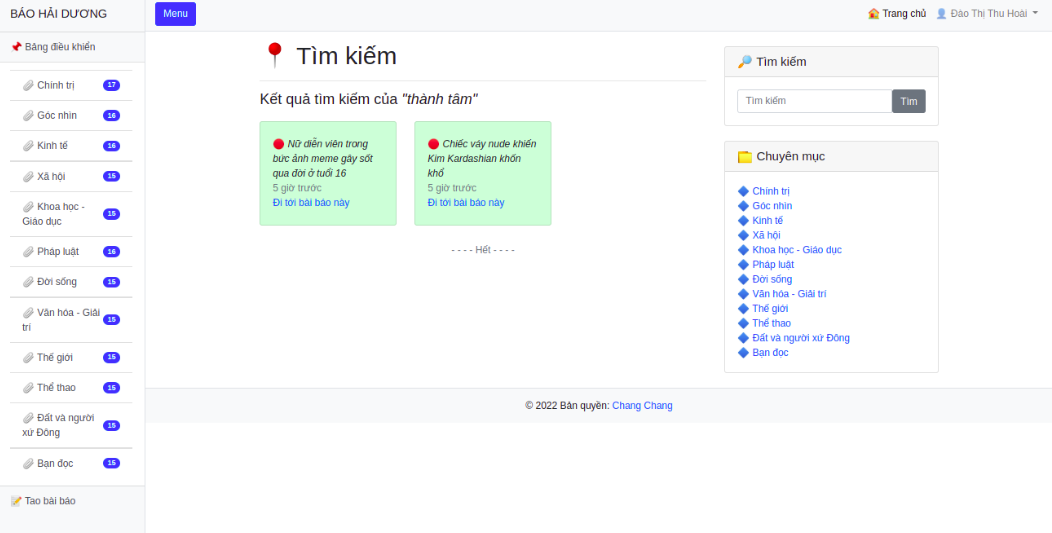 BÁO HẢI DƯƠNG
Menu
Trang chủ
Đào Thị Thu Hoài
Bảng điều khiển
Chính trị 17
Góc nhìn 16
Kinh tế 16
Xã hội 15
Khoa học -
Giáo dục 15
Pháp luật 16
Đời sống 15
Văn hóa - Giải
trí 15
Thế giới 15
Thể thao 15
Đất và người
xứ Đông 15
Bạn đọc 15
Tạo bài báo
Tìm kiếm
Kết quả tìm kiếm của "thành tâm"
Nữ diễn viên trong
bức ảnh meme gây sốt
qua đời ở tuổi 16
5 giờ trước
Đi tới bài báo này
Chiếc váy nude khiến
Kim Kardashian khốn
khổ
5 giờ trước
Đi tới bài báo này
- - - - Hết - - - -
Tìm kiếm
Tìm kiếm
Tìm
Chuyên mục
Chính trị
Góc nhìn
Kinh tế
Xã hội
Khoa học - Giáo dục
Pháp luật
Đời sống
Văn hóa - Giải trí
Thế giới
Thể thao
Đất và người xứ Đông
Bạn đọc
© 2022 Bản quyền: Chang Chang